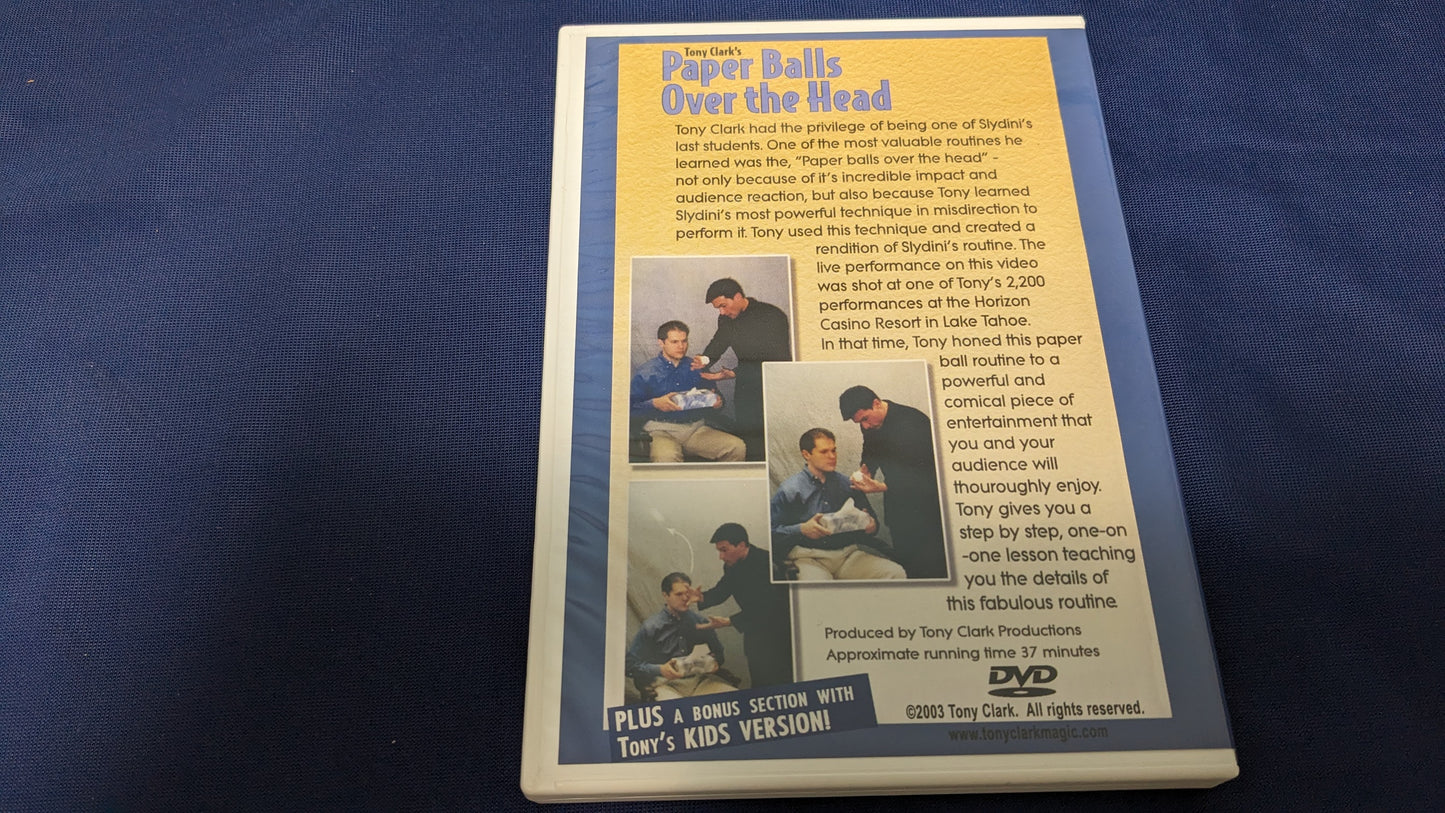 Tony Clark's
Paper Balls
Over the Head
Tony Clark had the privilege of being one of Slydini's
last students. One of the most valuable routines he
learned was the, "Paper balls over the head" -
not only because of it's incredible impact and
audience reaction, but also because Tony learned
Slydini's most powerful technique in misdirection to
perform it. Tony used this technique and created a
rendition of Slydini's routine. The
live performance on this video
was shot at one of Tony's 2,200
performances at the Horizon
Casino Resort in Lake Tahoe.
In that time, Tony honed this paper
ball routine to a
powerful and
comical piece of
entertainment that
you and your
audience will
thouroughly enjoy.
Tony gives you a
step by step, one-on
-one lesson teaching
you the details of
this fabulous routine.
Produced by Tony Clark Productions
Approximate running time 37 minutes
DVD
©2003 Tony Clark. All rights reserved.
www.tonyclarkmagic.com
PLUS A BONUS SECTION WITH
TONY'S KIDS VERSION!